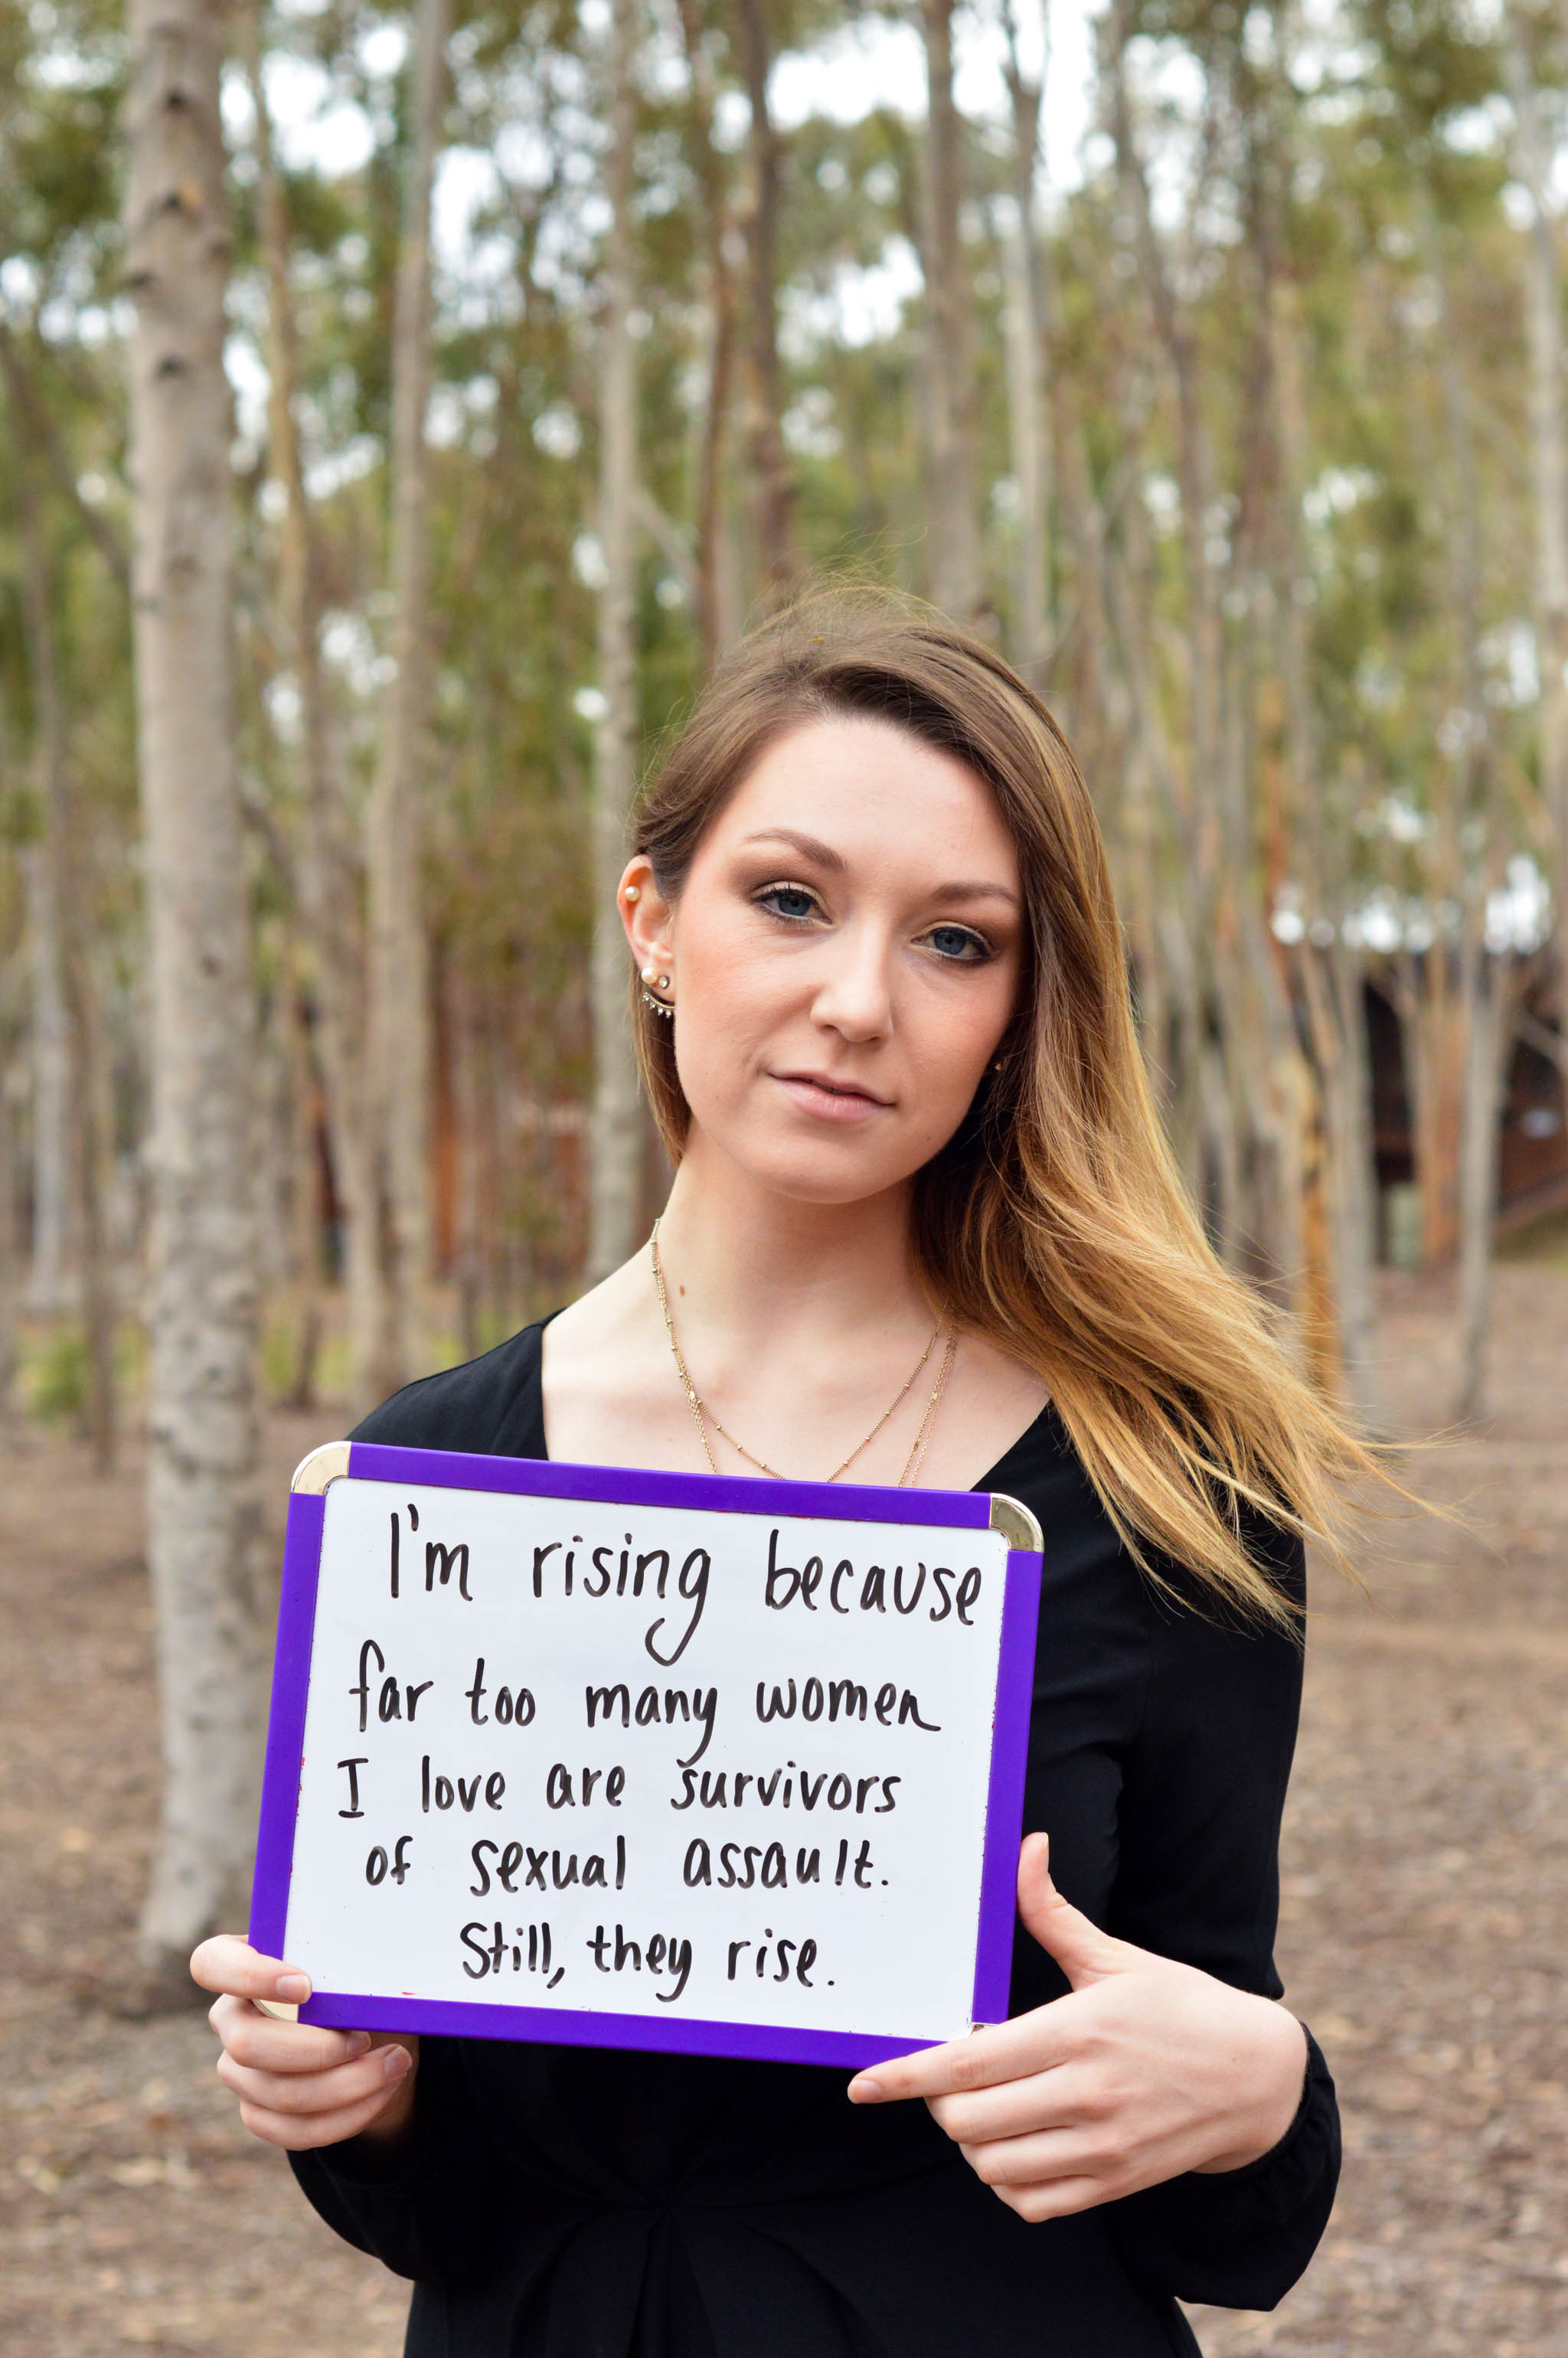 I'm rising because
far too many women
I love are survivors
of sexual assault.
Still, they rise.